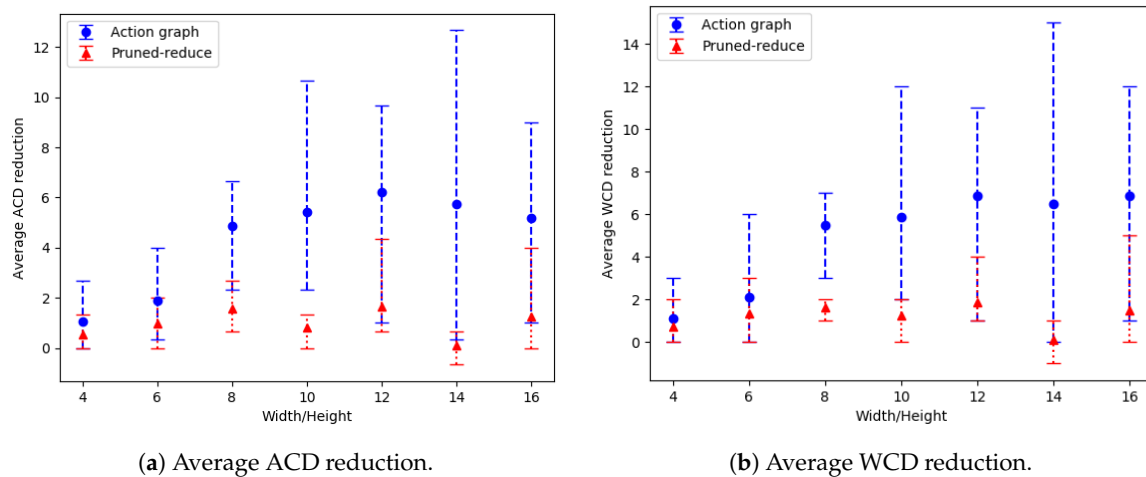 Action graph
Pruned-reduce
12
10
8
6
4
2
0
Average ACD reduction
4 6 8 10 12 14 16
Width/Height
(a) Average ACD reduction.
Action graph
Pruned-reduce
14
12
10
8
6
4
2
0
Average WCD reduction
4 6 8 10 12 14 16
Width/Height
(b) Average WCD reduction.